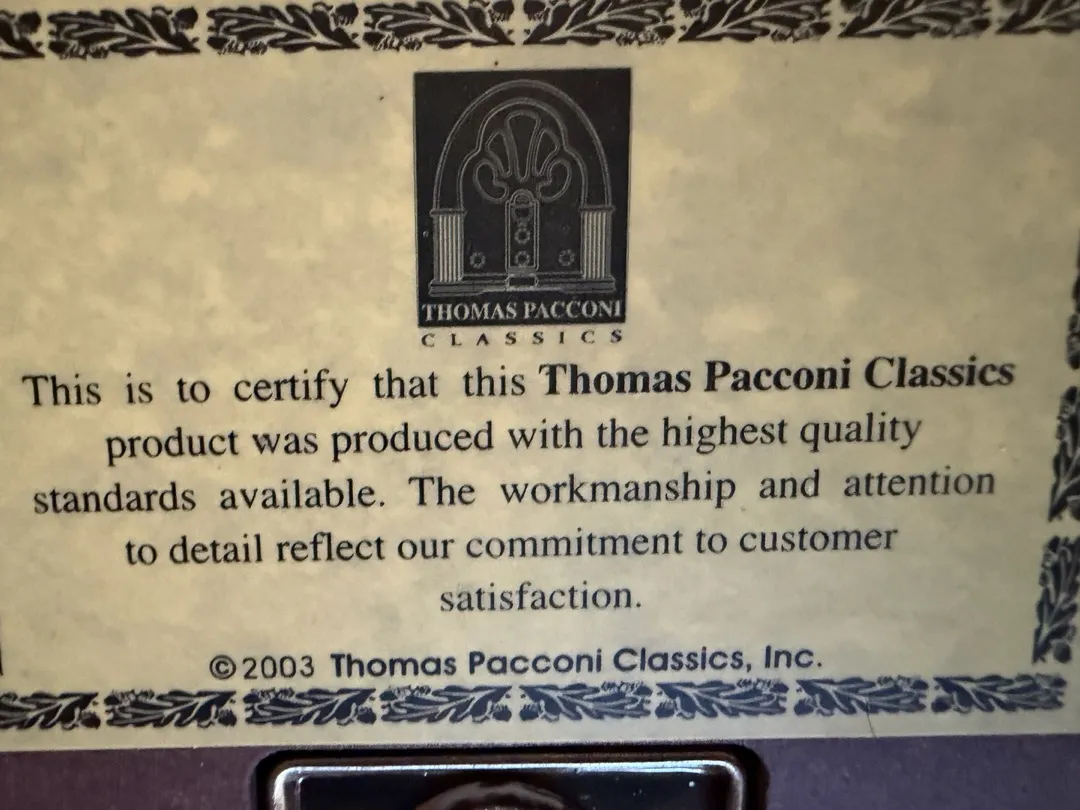 THOMAS PACCONI
CLASSICS
This is to certify that this Thomas Pacconi Classics
product was produced with the highest quality
standards available. The workmanship and attention
to detail reflect our commitment to customer
satisfaction.
©2003 Thomas Pacconi Classics, Inc.